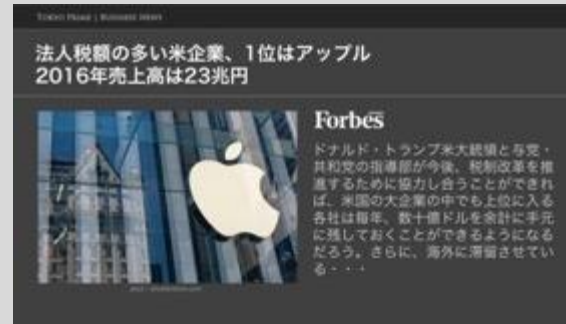 TOKYO PRIME | BUSINESS NEWS
法人税額の多い米企業、1位はアップル
2016年売上高は23兆円
Forbes
ドナルド・トランプ米大統領と与党・
共和党の指導部が今後、税制改革を推
進するために協力し合うことができれ
ば、米国の大企業の中でも上位に入る
各社は毎年、数十億ドルを余計に手元
に残しておくことができるようになる
だろう。さらに、海外に滞留させてい
る・・・